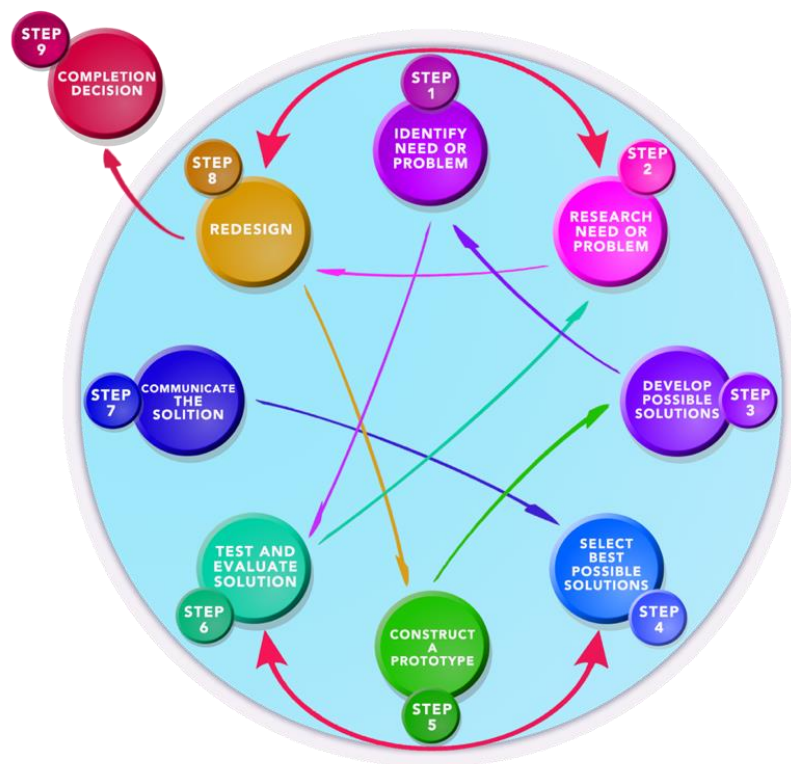 STEP
1
IDENTIFY
NEED OR
PROBLEM
STEP
2
RESEARCH
NEED OR
PROBLEM
STEP
3
DEVELOP
POSSIBLE
SOLUTIONS
STEP
4
SELECT
BEST
POSSIBLE
SOLUTIONS
STEP
5
CONSTRUCT
A
PROTOTYPE
STEP
6
TEST AND
EVALUATE
SOLUTION
STEP
7
COMMUNICATE
THE
SOLITION
STEP
8
REDESIGN
STEP
9
COMPLETION
DECISION